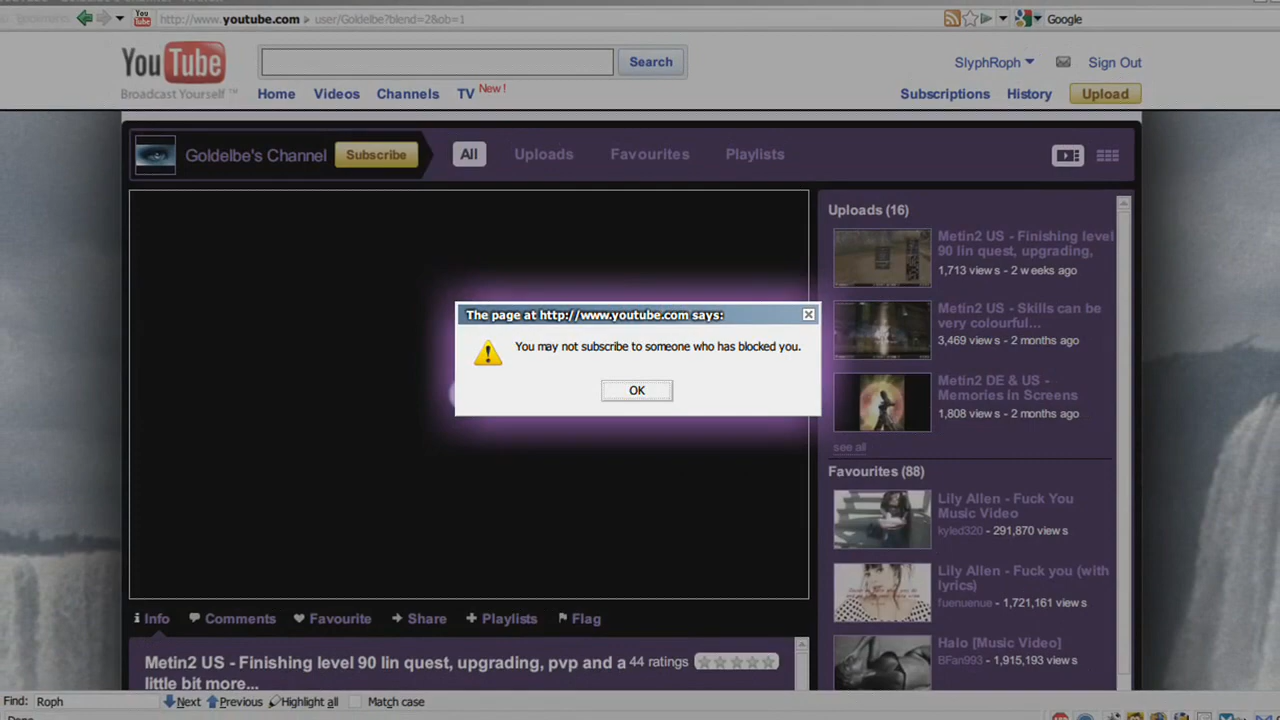 http://www.youtube.com ▸ user/Goldelbe?blend=2&ob=1
Google
YouTube
Broadcast Yourself ™
Search
SlyphRoph
Sign Out
Home
Videos
Channels
TV
New!
Subscriptions
History
Upload
Goldelbe's Channel
Subscribe
All
Uploads
Favourites
Playlists
Uploads (16)
Metin2 US - Finishing level
90 lin quest, upgrading,
1,713 views - 2 weeks ago
Metin2 US - Skills can be
very colourful...
3,469 views - 2 months ago
Metin2 DE & US -
Memories in Screens
1,808 views - 2 months ago
see all
The page at http://www.youtube.com says:
You may not subscribe to someone who has blocked you.
OK
Favourites (88)
Lily Allen - Fuck You
Music Video
kyled320 - 291,870 views
Lily Allen - Fuck you (with
lyrics)
fuenuenue - 1,721,161 views
Halo [Music Video]
BFan993 - 1,915,193 views
Info
Comments
Favourite
Share
Playlists
Flag
Metin2 US - Finishing level 90 lin quest, upgrading, pvp and a
little bit more...
44 ratings
Find:
Roph
Next
Previous
Highlight all
Match case